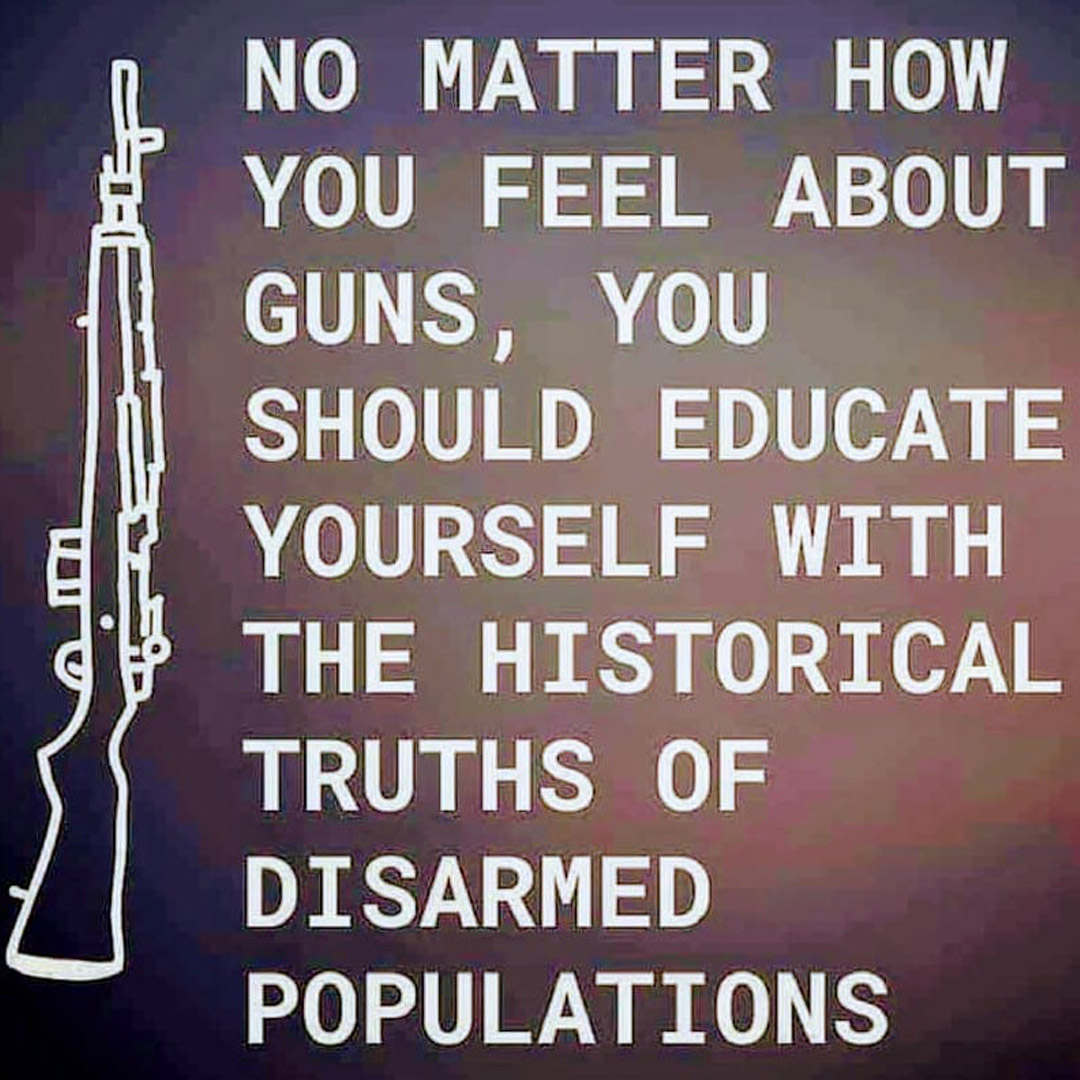 NO MATTER HOW
YOU FEEL ABOUT
GUNS, YOU
SHOULD EDUCATE
YOURSELF WITH
THE HISTORICAL
TRUTHS OF
DISARMED
POPULATIONS